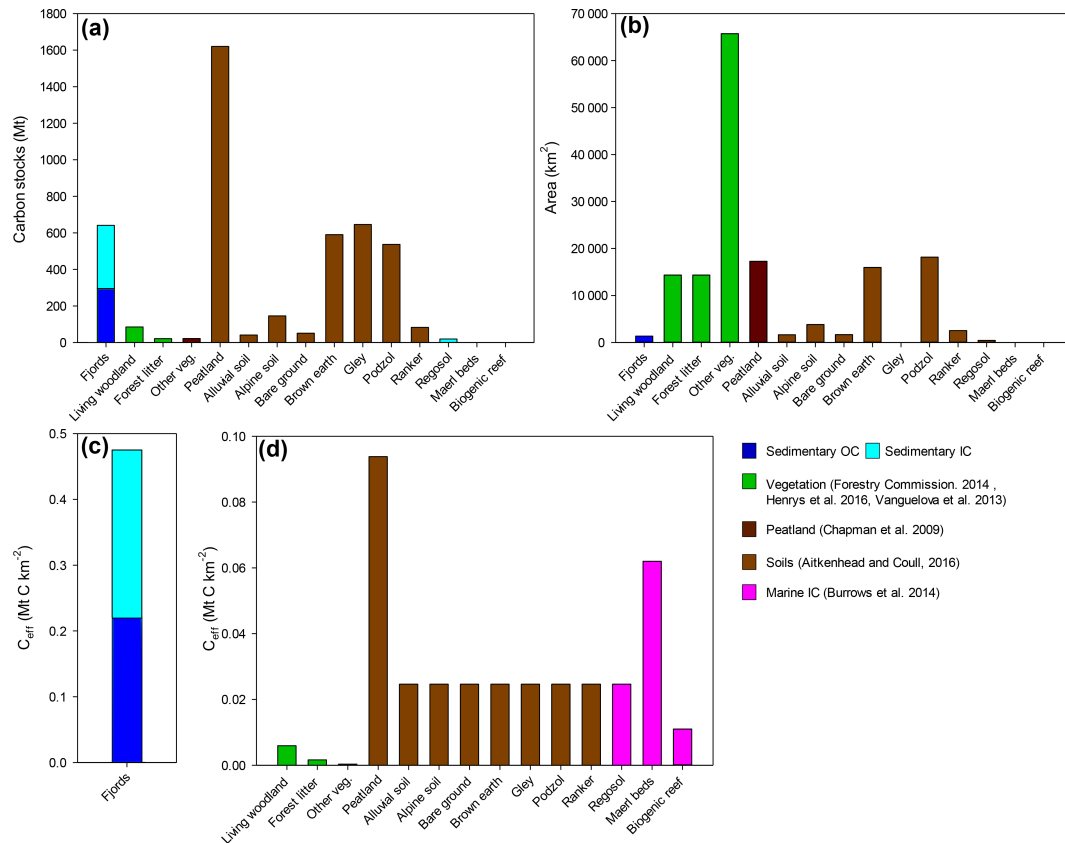 (a)
Carbon stocks (Mt)
1800
1600
1400
1200
1000
800
600
400
200
0
Fjords
Living woodland
Forest litter
Other veg.
Peatland
Alluval soil
Alpine soil
Bare ground
Brown earth
Gley
Podzol
Ranker
Regosol
Maerl beds
Biogenic reef
(b)
Area (km²)
70 000
60 000
50 000
40 000
30 000
20 000
10 000
0
Fjords
Living woodland
Forest litter
Other veg.
Peatland
Alluval soil
Alpine soil
Bare ground
Brown earth
Gley
Podzol
Ranker
Regosol
Maerl beds
Biogenic reef
(c)
Ceff (Mt C km-2)
0.5
0.4
0.3
0.2
0.1
0.0
Fjords
(d)
Ceff (Mt C km-2)
0.10
0.08
0.06
0.04
0.02
0.00
Living woodland
Forest litter
Other veg.
Peatland
Alluval soil
Alpine soil
Bare ground
Brown earth
Gley
Podzol
Ranker
Regosol
Maerl beds
Biogenic reef
Sedimentary OC Sedimentary IC
Vegetation (Forestry Commission. 2014 ,
Henrys et al. 2016, Vanguelova et al. 2013)
Peatland (Chapman et al. 2009)
Soils (Aitkenhead and Coull, 2016)
Marine IC (Burrows et al. 2014)